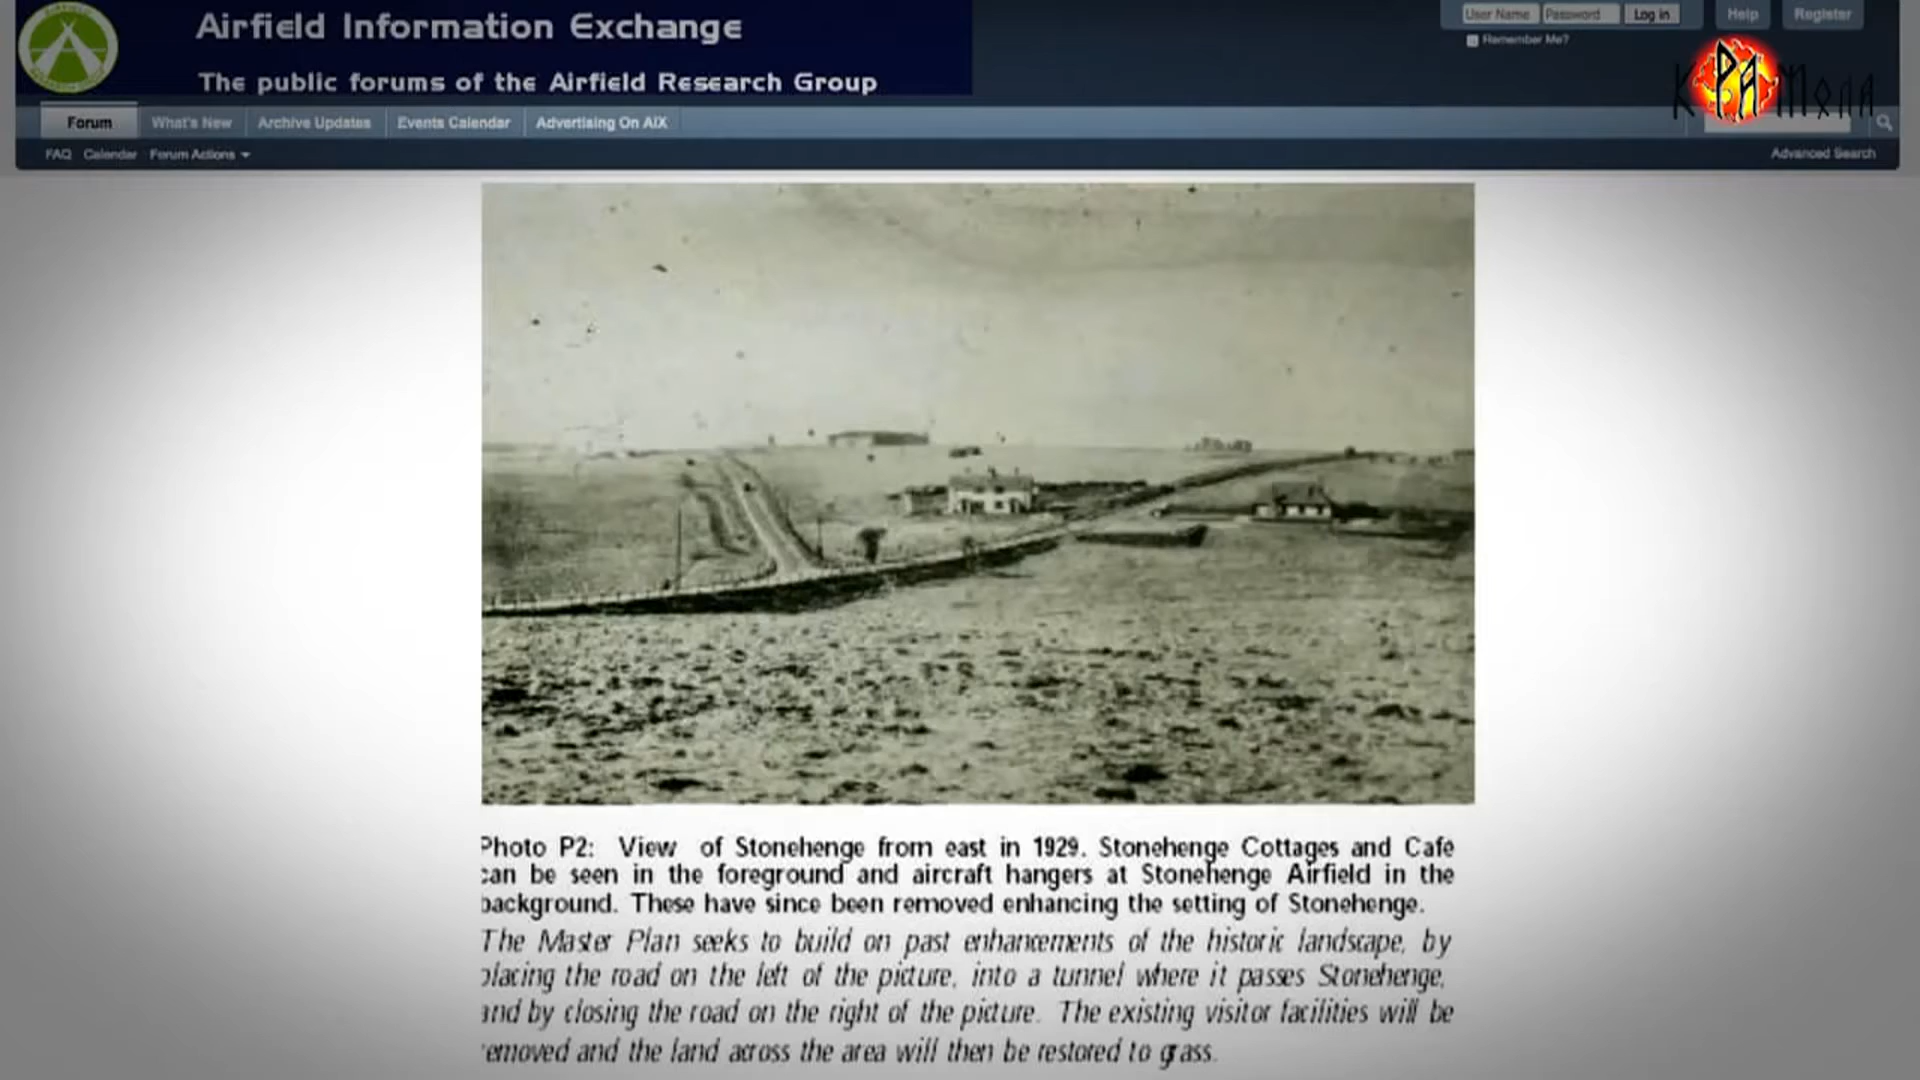 Airfield Information Exchange
The public forums of the Airfield Research Group
User Name Password Log in Help Register
Remember Me?
КРАМОЛА
Forum What's New Archive Updates Events Calendar Advertising On AiX
FAQ Calendar Forum Actions Advanced Search
Photo P2: View of Stonehenge from east in 1929. Stonehenge Cottages and Cafe
can be seen in the foreground and aircraft hangers at Stonehenge Airfield in the
background. These have since been removed enhancing the setting of Stonehenge.
The Master Plan seeks to build on past enhancements of the historic landscape, by
placing the road on the left of the picture, into a tunnel where it passes Stonehenge,
and by closing the road on the right of the picture. The existing visitor facilities will be
removed and the land across the area will then be restored to grass.